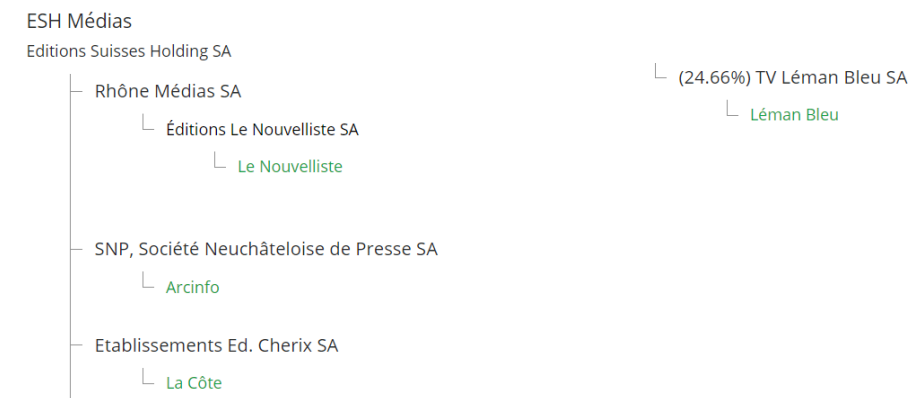 ESH Médias
Editions Suisses Holding SA
Rhône Médias SA
Éditions Le Nouvelliste SA
Le Nouvelliste
SNP, Société Neuchâteloise de Presse SA
Arcinfo
Etablissements Ed. Cherix SA
La Côte
(24.66%) TV Léman Bleu SA
Léman Bleu